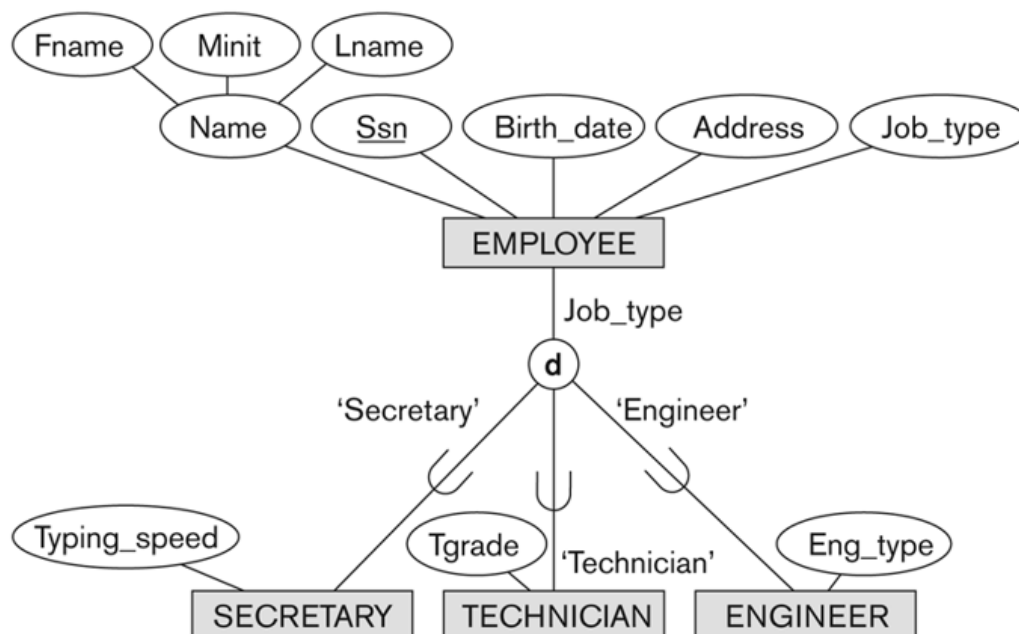 Fname Minit Lname
Name Ssn Birth_date Address Job_type
EMPLOYEE
Job_type
d
‘Secretary’ ‘Engineer’
Typing_speed Tgrade ‘Technician’ Eng_type
SECRETARY TECHNICIAN ENGINEER